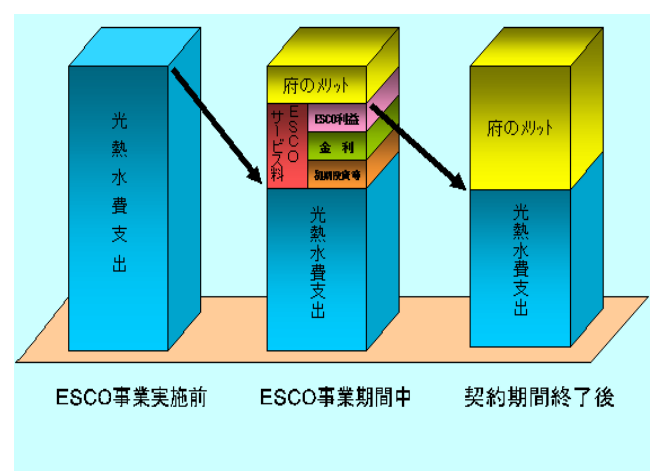 光熱水費支出
府のメリット
ESCOサービス料
ESCO利益
金利
初期投資等
光熱水費支出
府のメリット
光熱水費支出
ESCO事業実施前
ESCO事業期間中
契約期間終了後